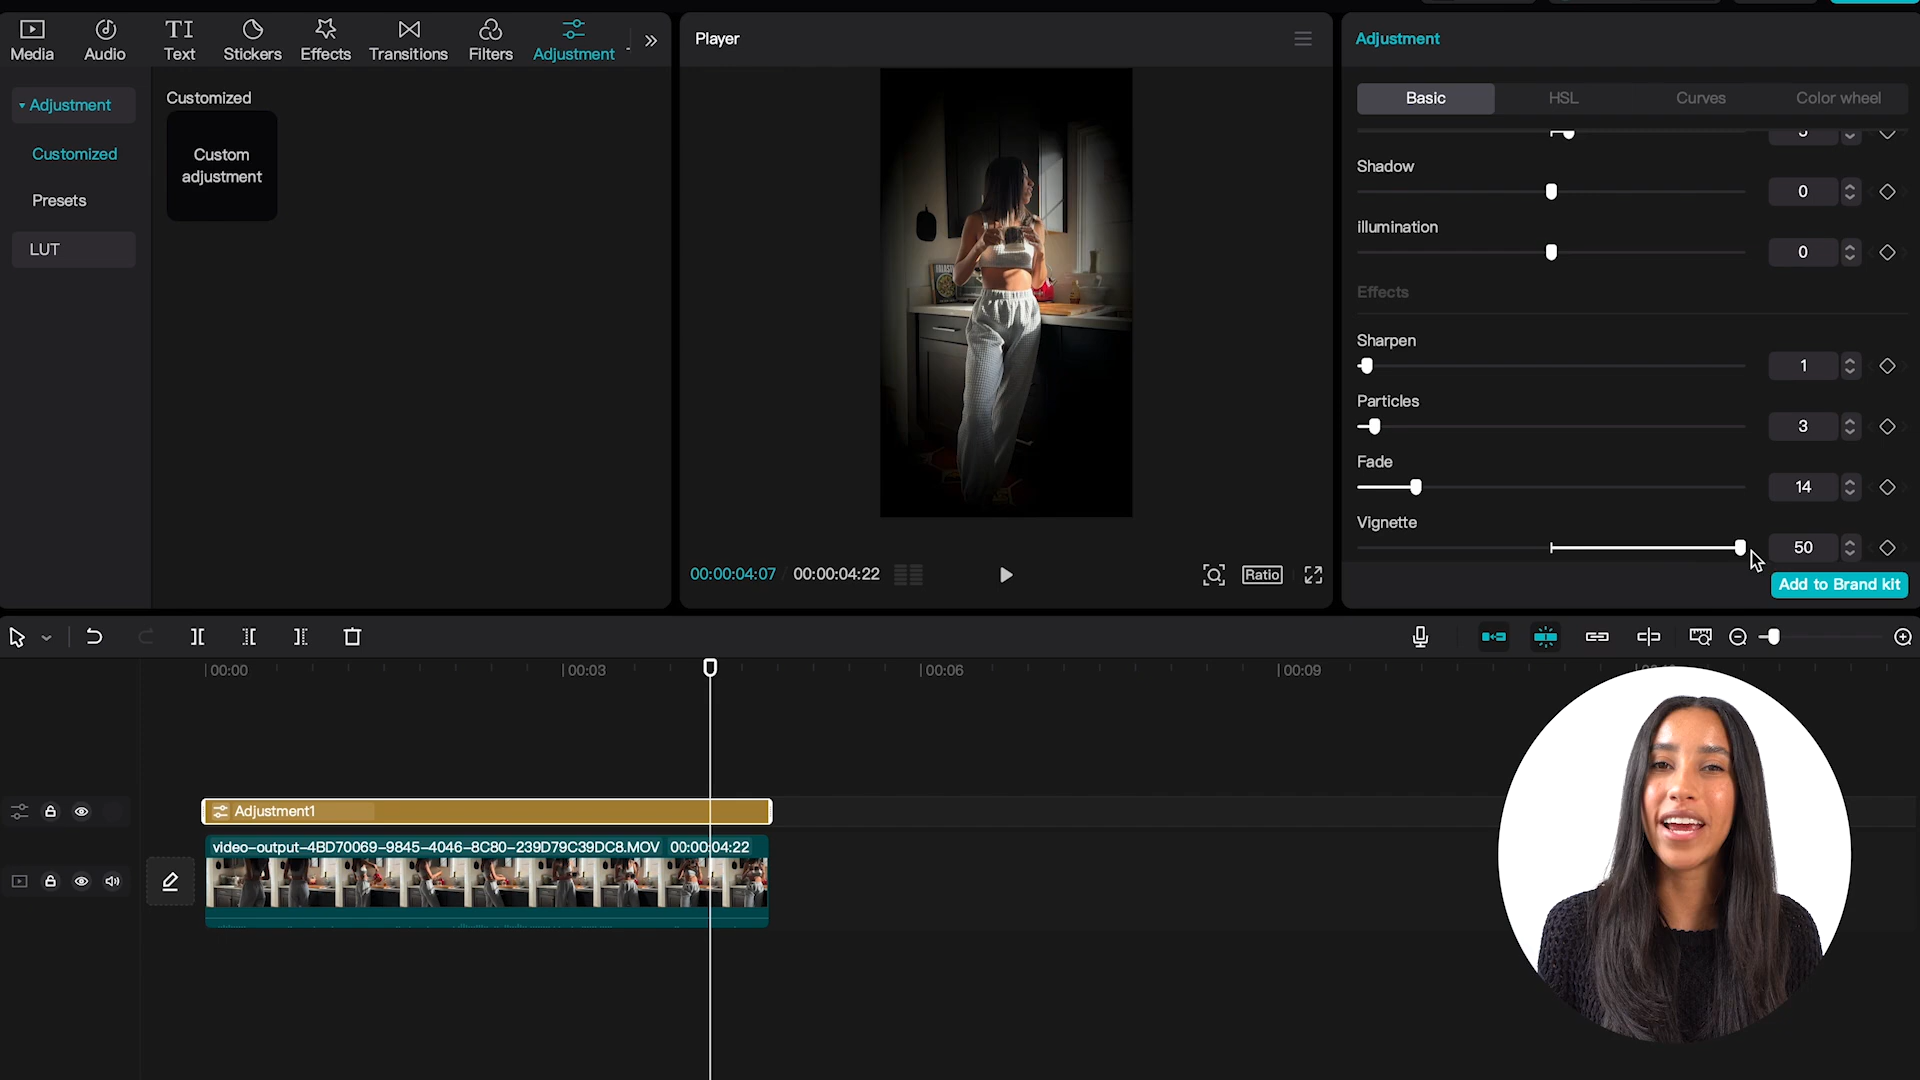 Media
Audio
TI
Text
Stickers
Effects
Transitions
Filters
Adjustment
Adjustment
Customized
Presets
LUT
Customized
Custom
adjustment
Player
00:00:04:07 00:00:04:22
Ratio
Adjustment
Basic
HSL
Curves
Color wheel
Shadow
0
illumination
0
Effects
Sharpen
1
Particles
3
Fade
14
Vignette
50
Add to Brand kit
00:00
00:03
00:06
00:09
Adjustment1
video-output-4BD70069-9845-4046-8C80-239D79C39DC8.MOV 00:00:04:22